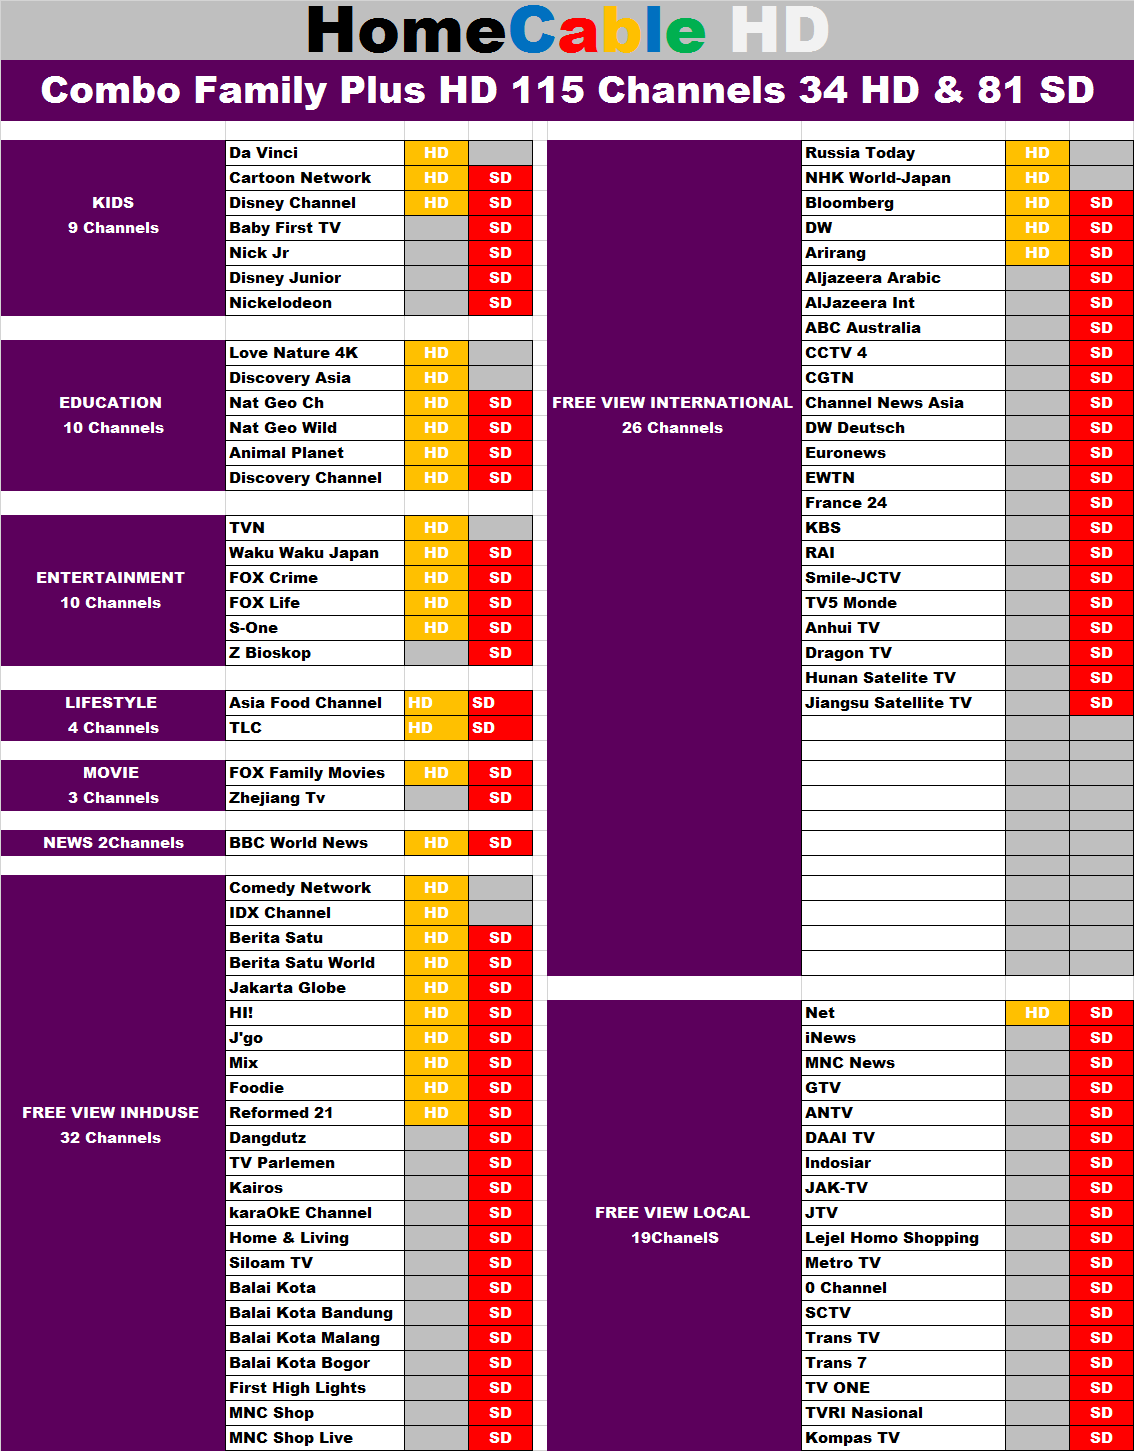 HomeCable HD
Combo Family Plus HD 115 Channels 34 HD & 81 SD
KIDS
9 Channels
Da Vinci HD
Cartoon Network HD SD
Disney Channel HD SD
Baby First TV SD
Nick Jr SD
Disney Junior SD
Nickelodeon SD
EDUCATION
10 Channels
Love Nature 4K HD
Discovery Asia HD
Nat Geo Ch HD SD
Nat Geo Wild HD SD
Animal Planet HD SD
Discovery Channel HD SD
ENTERTAINMENT
10 Channels
TVN HD
Waku Waku Japan HD SD
FOX Crime HD SD
FOX Life HD SD
S-One HD SD
Z Bioskop SD
LIFESTYLE
4 Channels
Asia Food Channel HD SD
TLC HD SD
MOVIE
3 Channels
FOX Family Movies HD SD
Zhejiang Tv SD
NEWS 2Channels
BBC World News HD SD
FREE VIEW INHDUSE
32 Channels
Comedy Network HD
IDX Channel HD
Berita Satu HD SD
Berita Satu World HD SD
Jakarta Globe HD SD
HI! HD SD
J'go HD SD
Mix HD SD
Foodie HD SD
Reformed 21 HD SD
Dangdutz SD
TV Parlemen SD
Kairos SD
karaOkE Channel SD
Home & Living SD
Siloam TV SD
Balai Kota SD
Balai Kota Bandung SD
Balai Kota Malang SD
Balai Kota Bogor SD
First High Lights SD
MNC Shop SD
MNC Shop Live SD
FREE VIEW INTERNATIONAL
26 Channels
Russia Today HD
NHK World-Japan HD
Bloomberg HD SD
DW HD SD
Arirang HD SD
Aljazeera Arabic SD
AlJazeera Int SD
ABC Australia SD
CCTV 4 SD
CGTN SD
Channel News Asia SD
DW Deutsch SD
Euronews SD
EWTN SD
France 24 SD
KBS SD
RAI SD
Smile-JCTV SD
TV5 Monde SD
Anhui TV SD
Dragon TV SD
Hunan Satelite TV SD
Jiangsu Satellite TV SD
FREE VIEW LOCAL
19ChanelS
Net HD SD
iNews SD
MNC News SD
GTV SD
ANTV SD
DAAI TV SD
Indosiar SD
JAK-TV SD
JTV SD
Lejel Homo Shopping SD
Metro TV SD
0 Channel SD
SCTV SD
Trans TV SD
Trans 7 SD
TV ONE SD
TVRI Nasional SD
Kompas TV SD